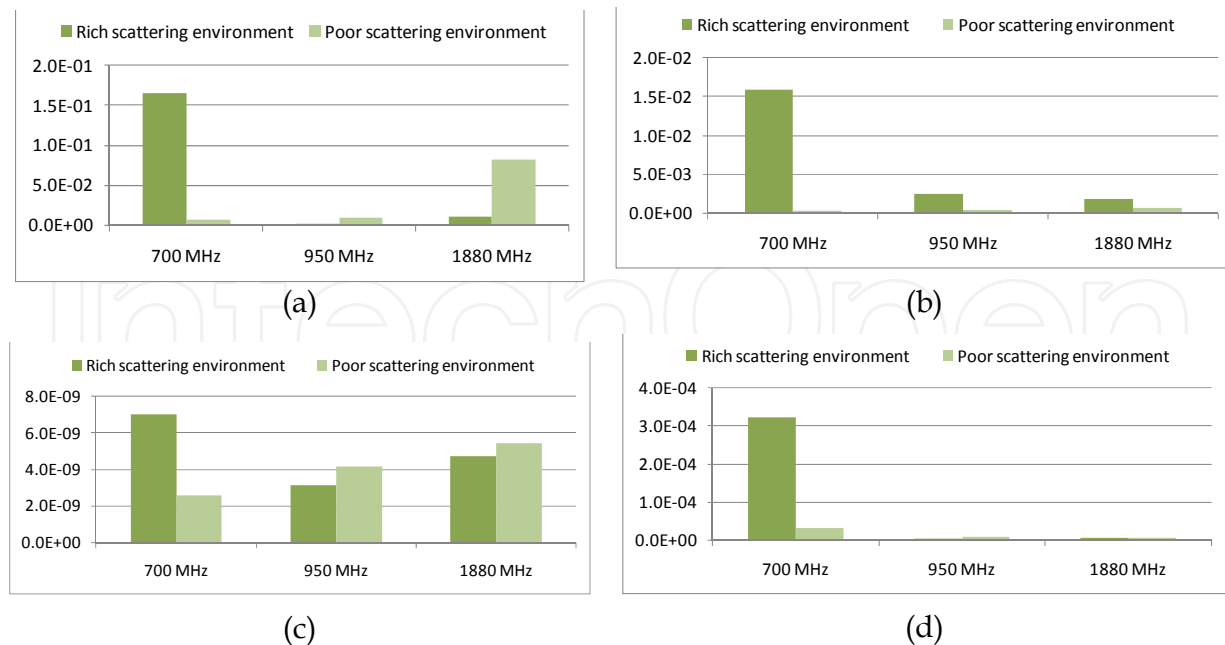 Rich scattering environment Poor scattering environment
2.0E-01
1.5E-01
1.0E-01
5.0E-02
0.0E+00
700 MHz 950 MHz 1880 MHz
(a)
Rich scattering environment Poor scattering environment
2.0E-02
1.5E-02
1.0E-02
5.0E-03
0.0E+00
700 MHz 950 MHz 1880 MHz
(b)
InTechOpen
Rich scattering environment Poor scattering environment
8.0E-09
6.0E-09
4.0E-09
2.0E-09
0.0E+00
700 MHz 950 MHz 1880 MHz
(c)
Rich scattering environment Poor scattering environment
4.0E-04
3.0E-04
2.0E-04
1.0E-04
0.0E+00
700 MHz 950 MHz 1880 MHz
(d)